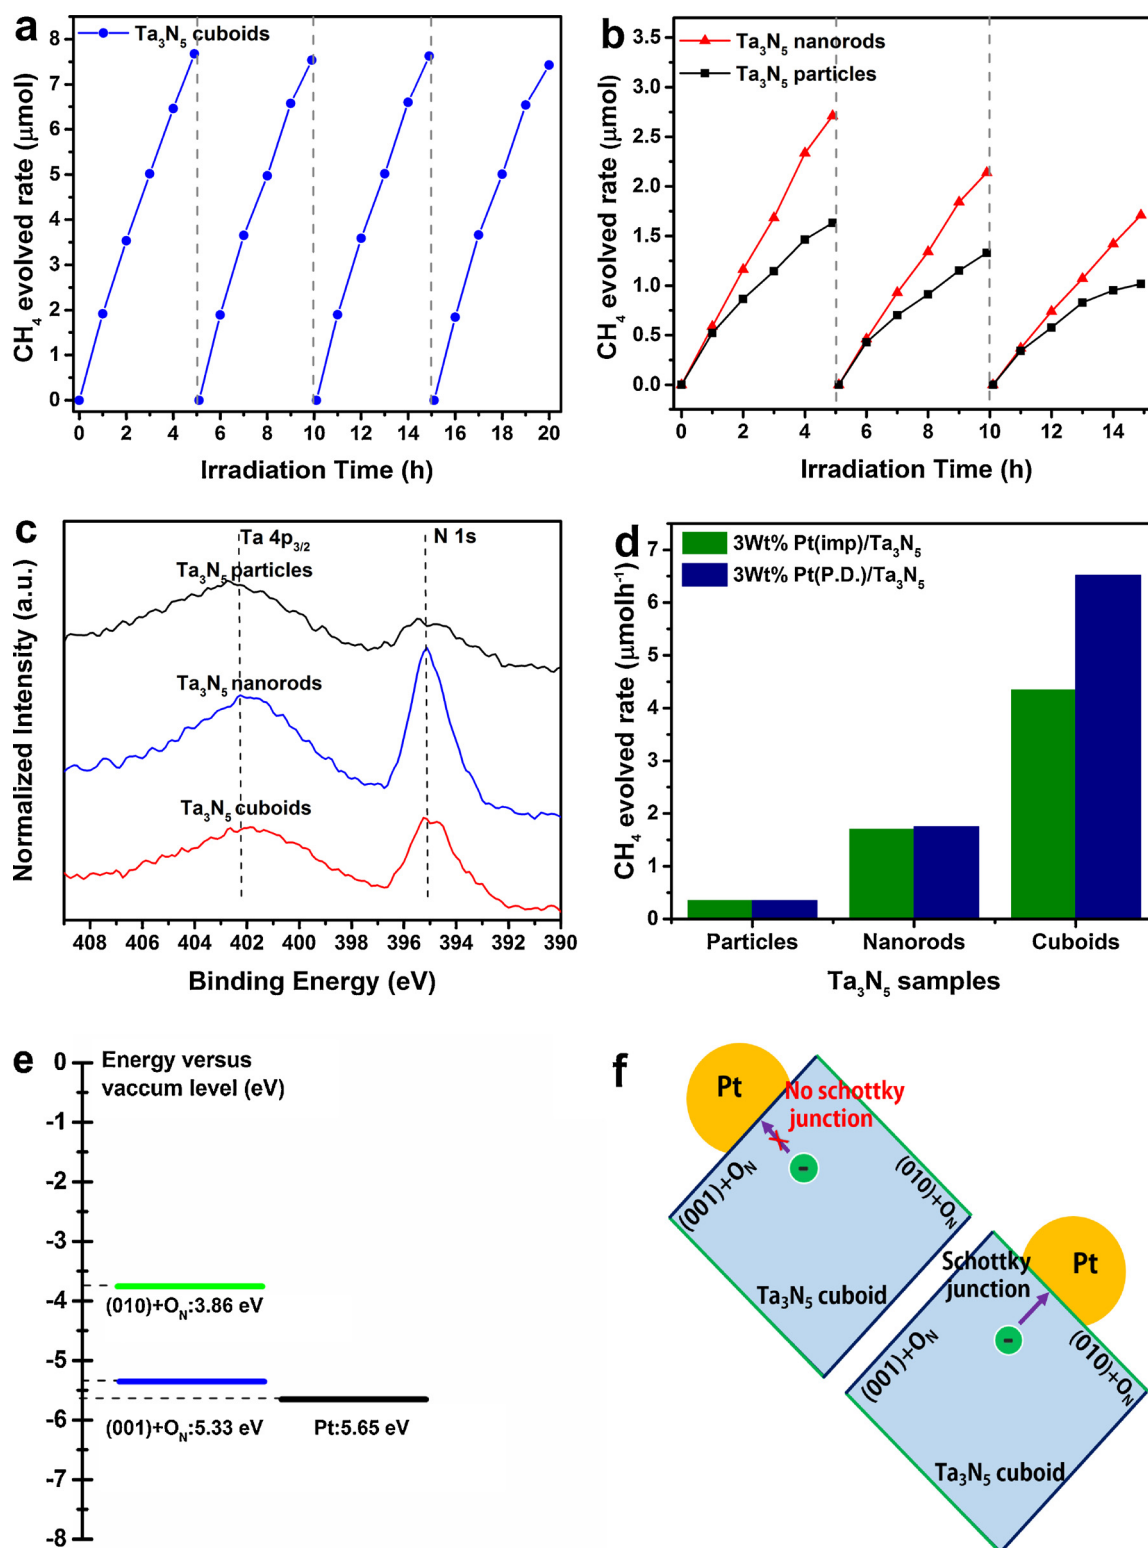 a
Ta₃N₅ cuboids
CH₄ evolved rate (μmol)
8
7
6
5
4
3
2
1
0
0 2 4 6 8 10 12 14 16 18 20
Irradiation Time (h)
b
Ta₃N₅ nanorods
Ta₃N₅ particles
CH₄ evolved rate (μmol)
3.5
3.0
2.5
2.0
1.5
1.0
0.5
0.0
0 2 4 6 8 10 12 14
Irradiation Time (h)
c
Ta 4p₃/₂
N 1s
Ta₃N₅ particles
Ta₃N₅ nanorods
Ta₃N₅ cuboids
Normalized Intensity (a.u.)
408 406 404 402 400 398 396 394 392 390
Binding Energy (eV)
d
3Wt% Pt(imp)/Ta₃N₅
3Wt% Pt(P.D.)/Ta₃N₅
CH₄ evolved rate (μmolh⁻¹)
7
6
5
4
3
2
1
0
Particles Nanorods Cuboids
Ta₃N₅ samples
e
Energy versus
vaccum level (eV)
0
-1
-2
-3
-4
-5
-6
-7
-8
(010)+O_N:3.86 eV
(001)+O_N:5.33 eV
Pt:5.65 eV
f
Pt
No schottky
junction
-
(001)+O_N
(010)+O_N
Ta₃N₅ cuboid
Pt
Schottky
junction
-
(001)+O_N
(010)+O_N
Ta₃N₅ cuboid